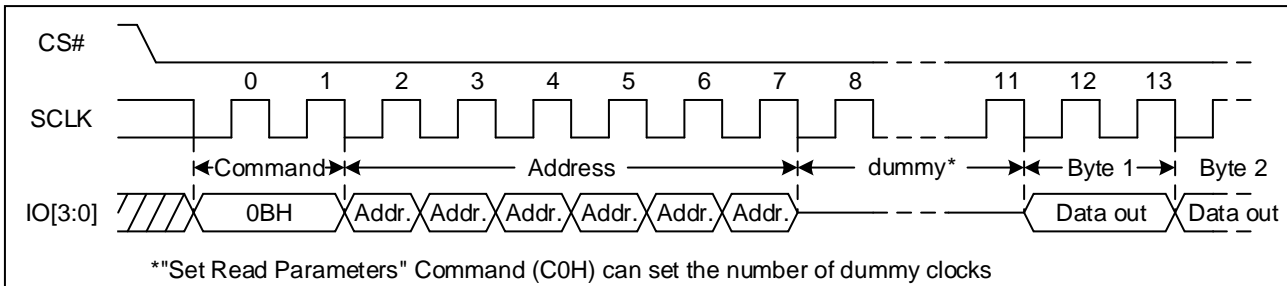 CS#
0 1 2 3 4 5 6 7 8 11 12 13
SCLK
Command Address dummy* Byte 1 Byte 2
IO[3:0] 0BH Addr. Addr. Addr. Addr. Addr. Addr. Data out Data out
*"Set Read Parameters" Command (C0H) can set the number of dummy clocks